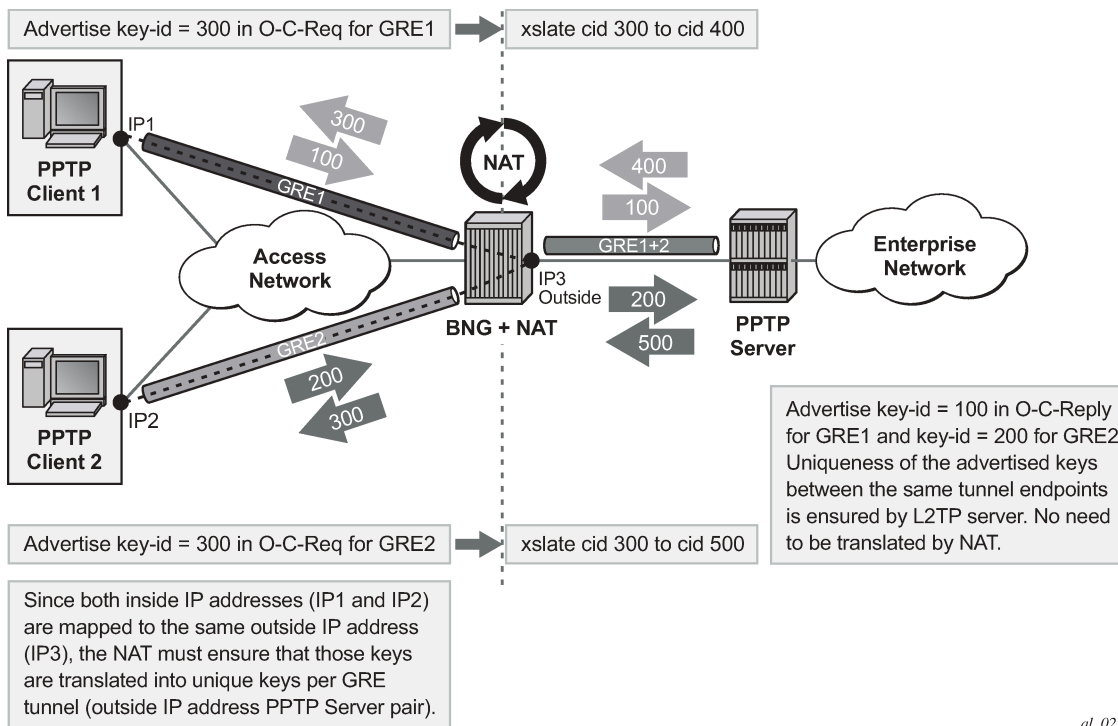 Advertise key-id = 300 in O-C-Req for GRE1
xslate cid 300 to cid 400
IP1
300
100
GRE1
NAT
400
100
PPTP
Client 1
Access
Network
GRE1+2
Enterprise
Network
IP3
Outside
BNG + NAT
200
500
PPTP
Server
GRE2
200
300
IP2
PPTP
Client 2
Advertise key-id = 100 in O-C-Reply
for GRE1 and key-id = 200 for GRE2
Uniqueness of the advertised keys
between the same tunnel endpoints
is ensured by L2TP server. No need
to be translated by NAT.
Advertise key-id = 300 in O-C-Req for GRE2
xslate cid 300 to cid 500
Since both inside IP addresses (IP1 and IP2)
are mapped to the same outside IP address
(IP3), the NAT must ensure that those keys
are translated into unique keys per GRE
tunnel (outside IP address PPTP Server pair).
al_02